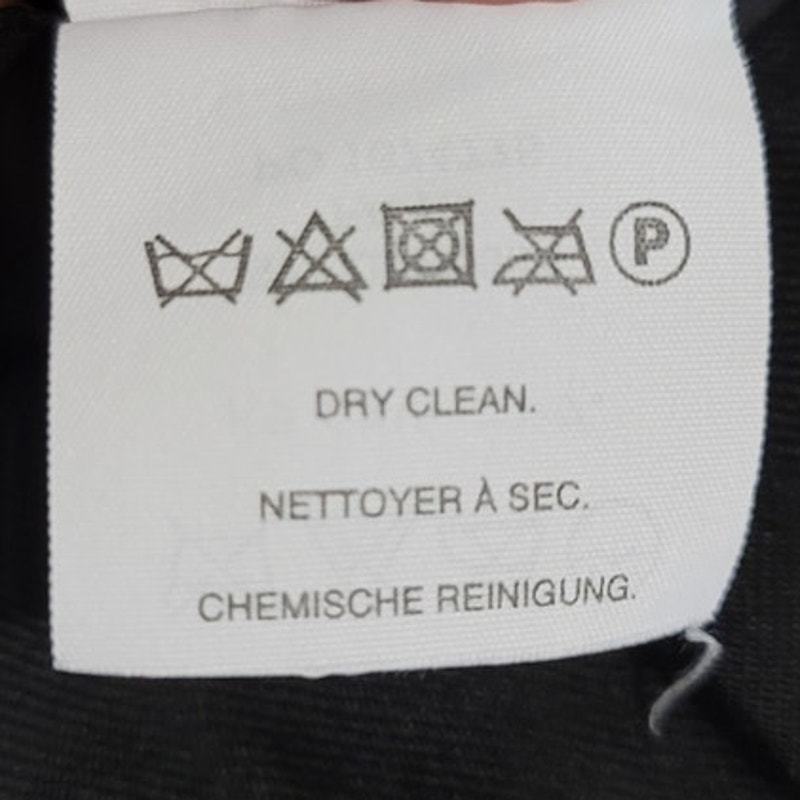 P
DRY CLEAN.
NETTOYER À SEC.
CHEMISCHE REINIGUNG.